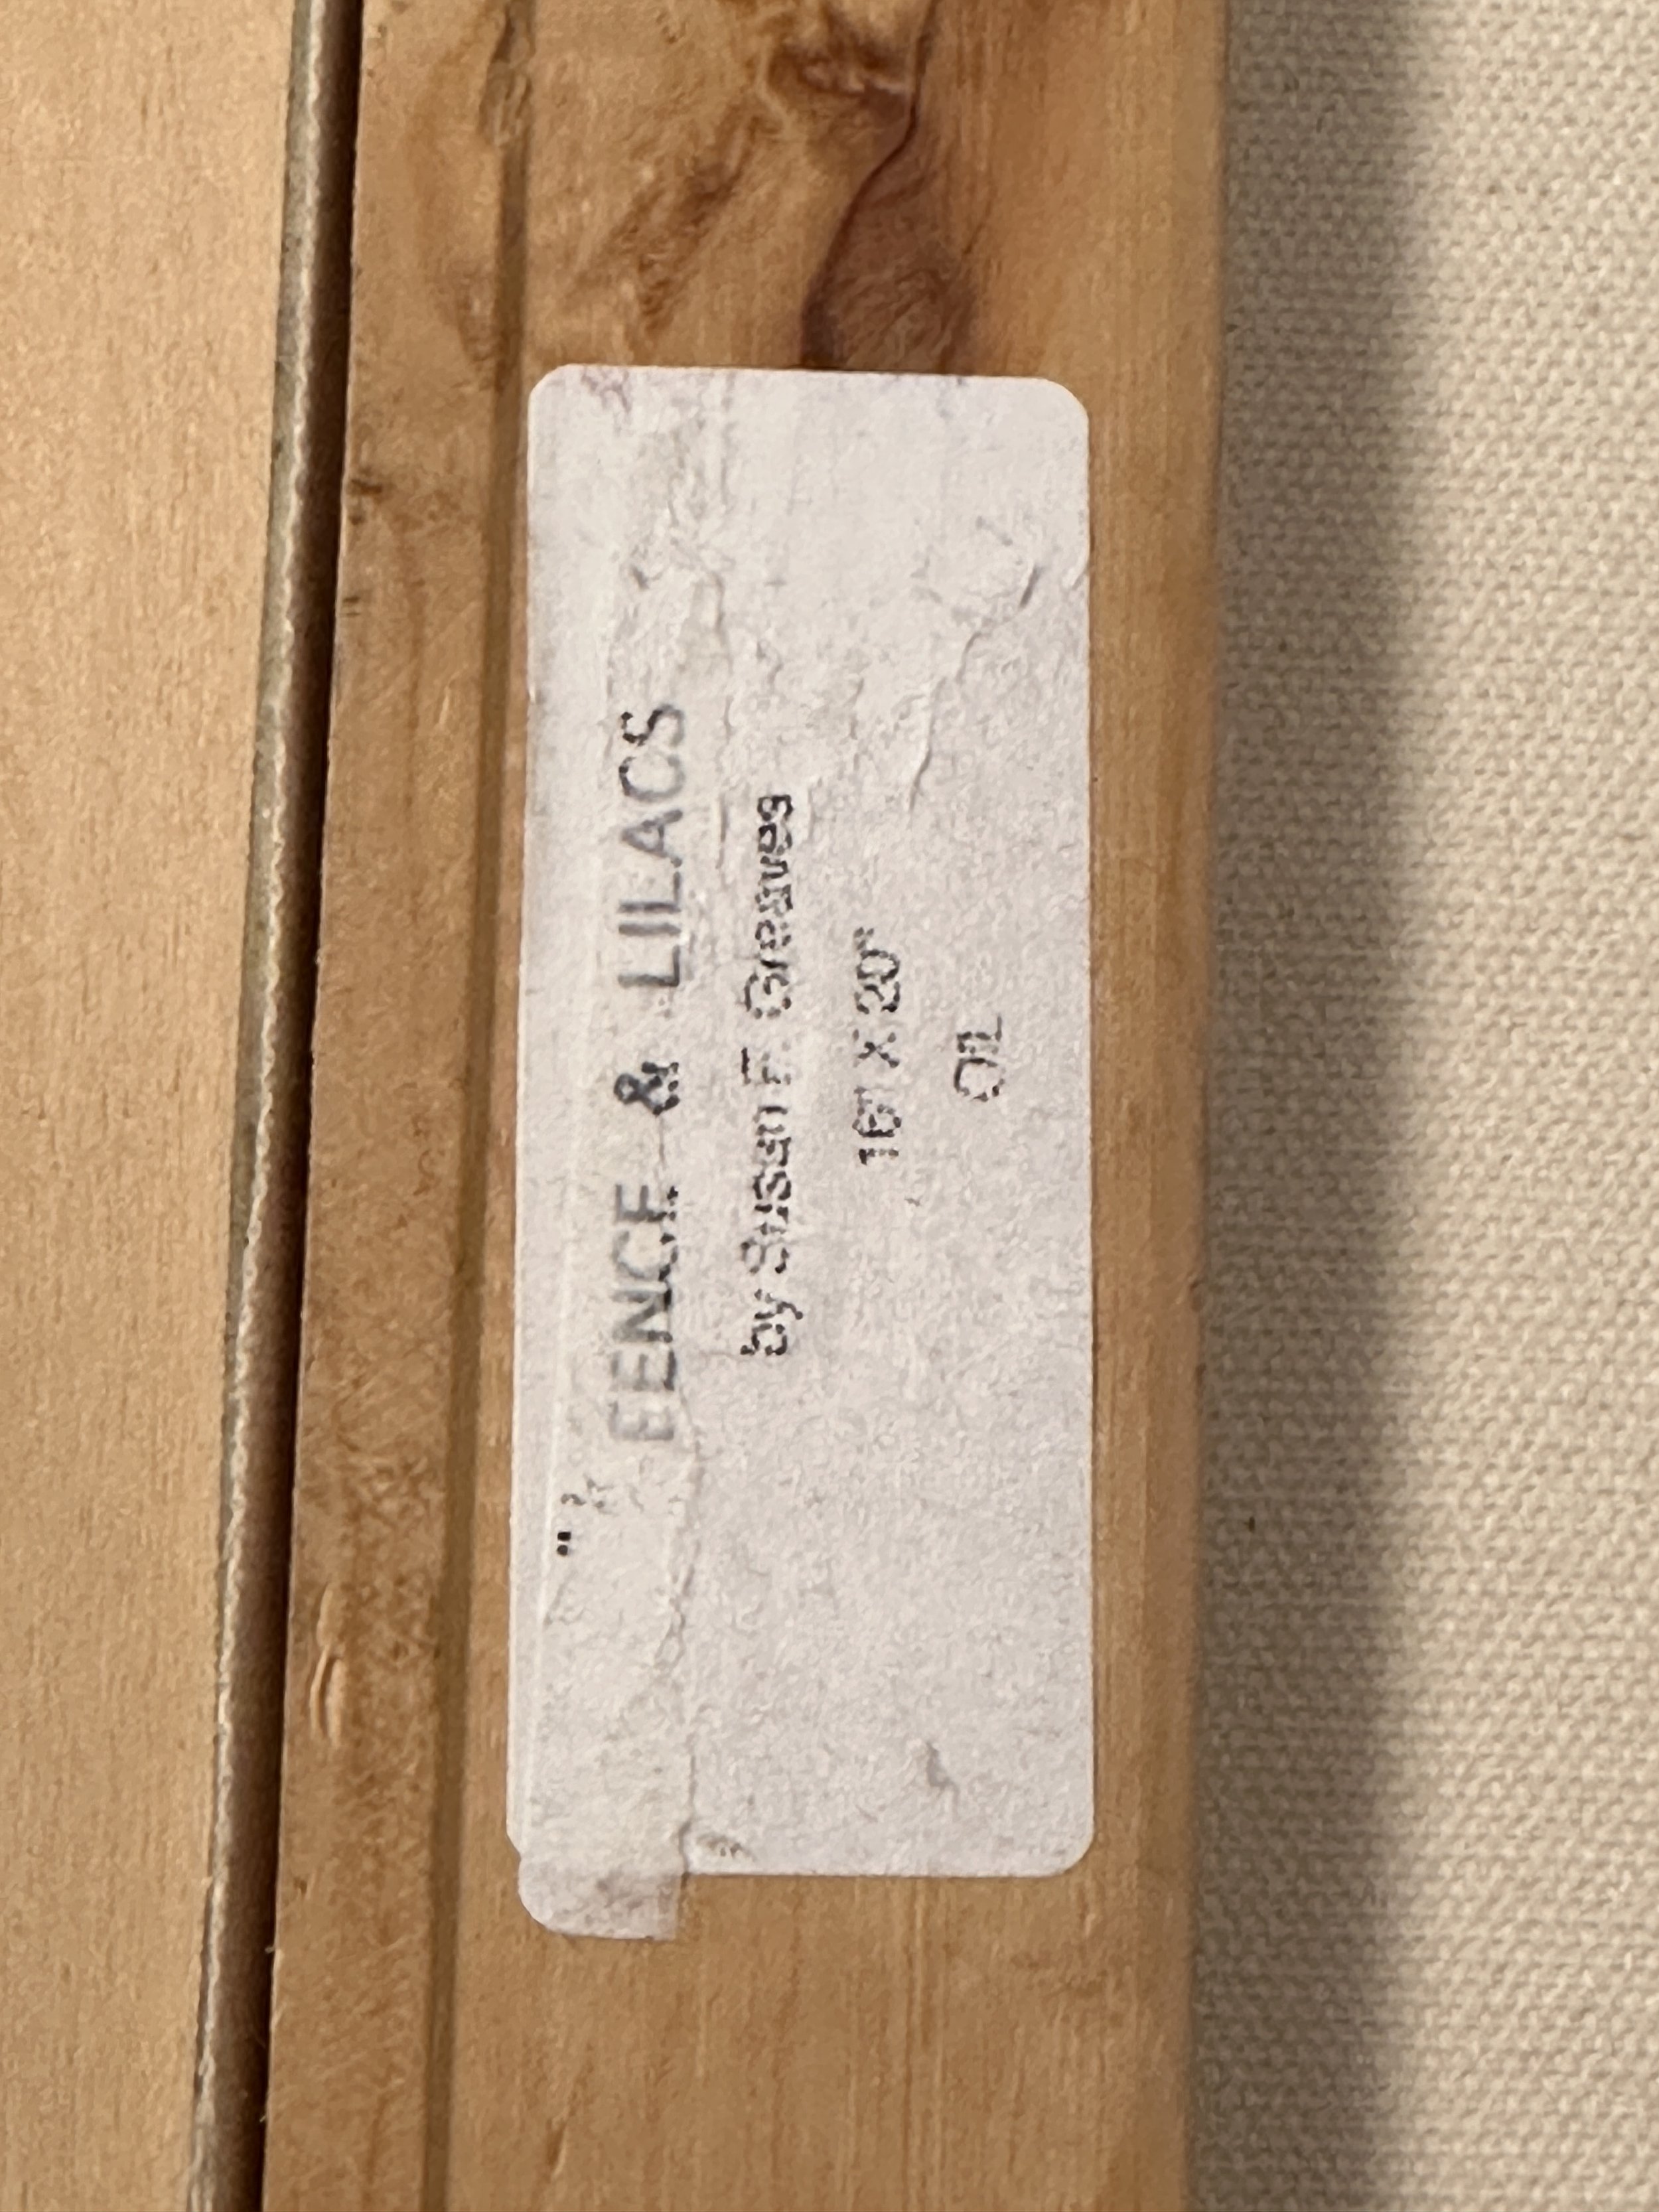 " FENCE & LILACS
by Susan F. Greaves
16" X 20"
OIL